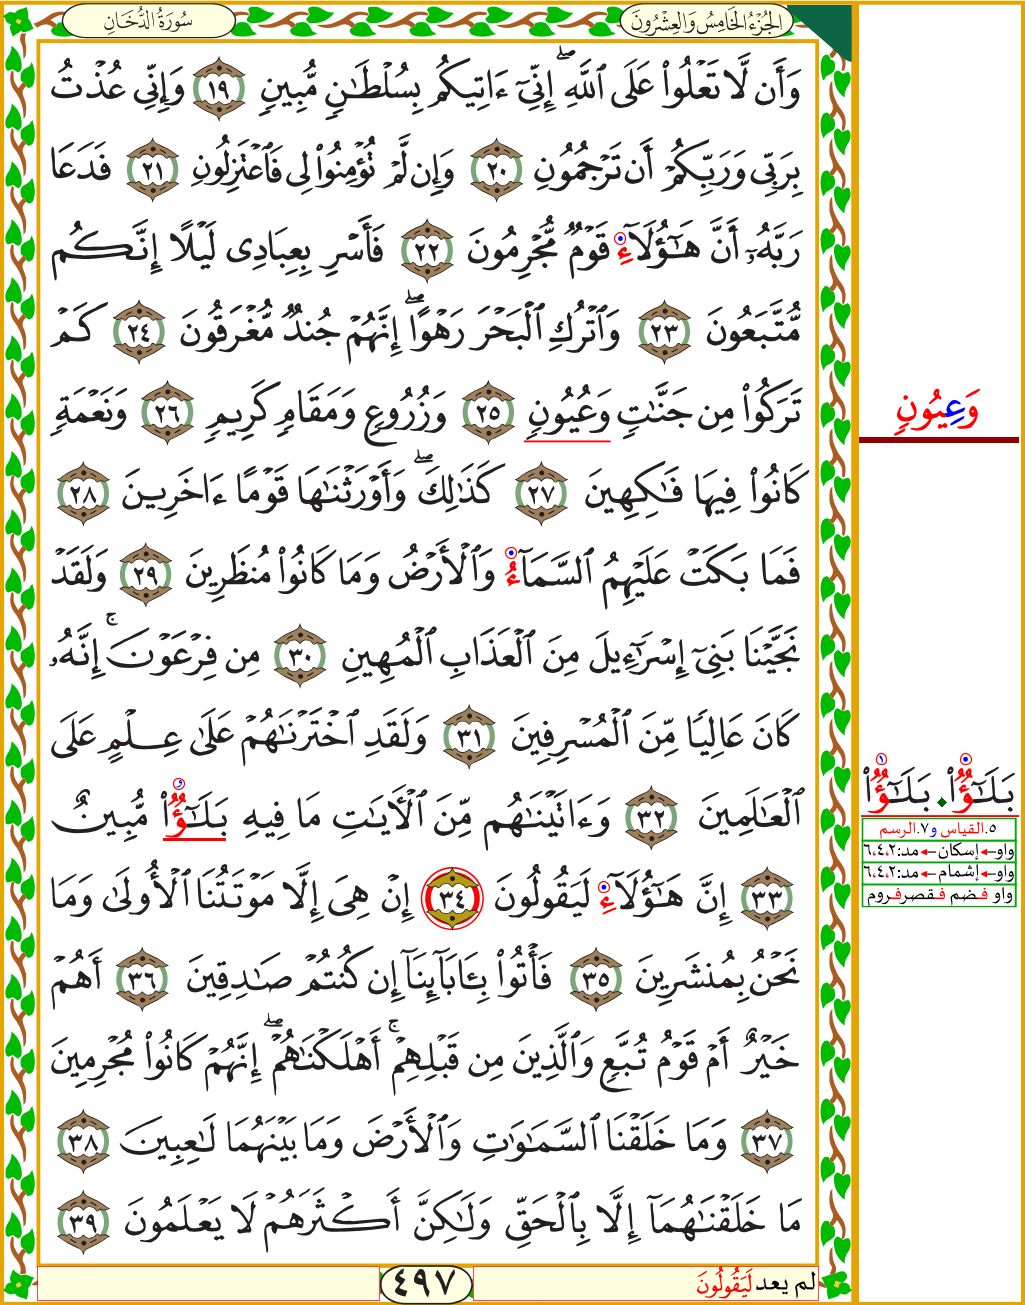 سُورَةُ الدُّخَانِ
الجُزْءُ الخَامِسُ وَالعِشْرُونَ
وَأَن لَّا تَعْلُوا۟ عَلَى ٱللَّهِ ۖ إِنِّىٓ ءَاتِيكُم بِسُلْطَـٰنٍ مُّبِينٍ ١٩ وَإِنِّى عُذْتُ
بِرَبِّى وَرَبِّكُمْ أَن تَرْجُمُونِ ٢٠ وَإِن لَّمْ تُؤْمِنُوا۟ لِى فَٱعْتَزِلُونِ ٢١ فَدَعَا
رَبَّهُۥٓ أَنَّ هَـٰٓؤُلَآءِ قَوْمٌ مُّجْرِمُونَ ٢٢ فَأَسْرِ بِعِبَادِى لَيْلًا إِنَّكُم
مُّتَّبَعُونَ ٢٣ وَٱتْرُكِ ٱلْبَحْرَ رَهْوًا ۖ إِنَّهُمْ جُندٌ مُّغْرَقُونَ ٢٤ كَمْ
تَرَكُوا۟ مِن جَنَّـٰتٍ وَعُيُونٍ ٢٥ وَزُرُوعٍ وَمَقَامٍ كَرِيمٍ ٢٦ وَنَعْمَةٍ
كَانُوا۟ فِيهَا فَـٰكِهِينَ ٢٧ كَذَٰلِكَ ۖ وَأَوْرَثْنَـٰهَا قَوْمًا ءَاخَرِينَ ٢٨
فَمَا بَكَتْ عَلَيْهِمُ ٱلسَّمَآءُ وَٱلْأَرْضُ وَمَا كَانُوا۟ مُنظَرِينَ ٢٩ وَلَقَدْ
نَجَّيْنَا بَنِىٓ إِسْرَٰٓءِيلَ مِنَ ٱلْعَذَابِ ٱلْمُهِينِ ٣٠ مِن فِرْعَوْنَ ۚ إِنَّهُۥ
كَانَ عَالِيًا مِّنَ ٱلْمُسْرِفِينَ ٣١ وَلَقَدِ ٱخْتَرْنَـٰهُمْ عَلَىٰ عِلْمٍ عَلَى
ٱلْعَـٰلَمِينَ ٣٢ وَءَاتَيْنَـٰهُم مِّنَ ٱلْـَٔايَـٰتِ مَا فِيهِ بَلَـٰٓؤٌا۟ مُّبِينٌ
٣٣ إِنَّ هَـٰٓؤُلَآءِ لَيَقُولُونَ ٣٤ إِنْ هِىَ إِلَّا مَوْتَتُنَا ٱلْأُولَىٰ وَمَا
نَحْنُ بِمُنشَرِينَ ٣٥ فَأْتُوا۟ بِـَٔابَآئِنَآ إِن كُنتُمْ صَـٰدِقِينَ ٣٦ أَهُمْ
خَيْرٌ أَمْ قَوْمُ تُبَّعٍ وَٱلَّذِينَ مِن قَبْلِهِمْ ۚ أَهْلَكْنَـٰهُمْ ۖ إِنَّهُمْ كَانُوا۟ مُجْرِمِينَ
٣٧ وَمَا خَلَقْنَا ٱلسَّمَـٰوَٰتِ وَٱلْأَرْضَ وَمَا بَيْنَهُمَا لَـٰعِبِينَ ٣٨
مَا خَلَقْنَـٰهُمَآ إِلَّا بِٱلْحَقِّ وَلَـٰكِنَّ أَكْثَرَهُمْ لَا يَعْلَمُونَ ٣٩
وَعِيُونٍ
بَلَـٰٓؤٌا۟ . بَلَـٰٓؤٌا۟
٥.القياس و٧.الرسم
واو←إسكان←مد:٦،٤،٢
واو←إشمام←مد:٦،٤،٢
واو فـضم فـقصرفـروم
لم يعد لَيَقُولُونَ
٤٩٧